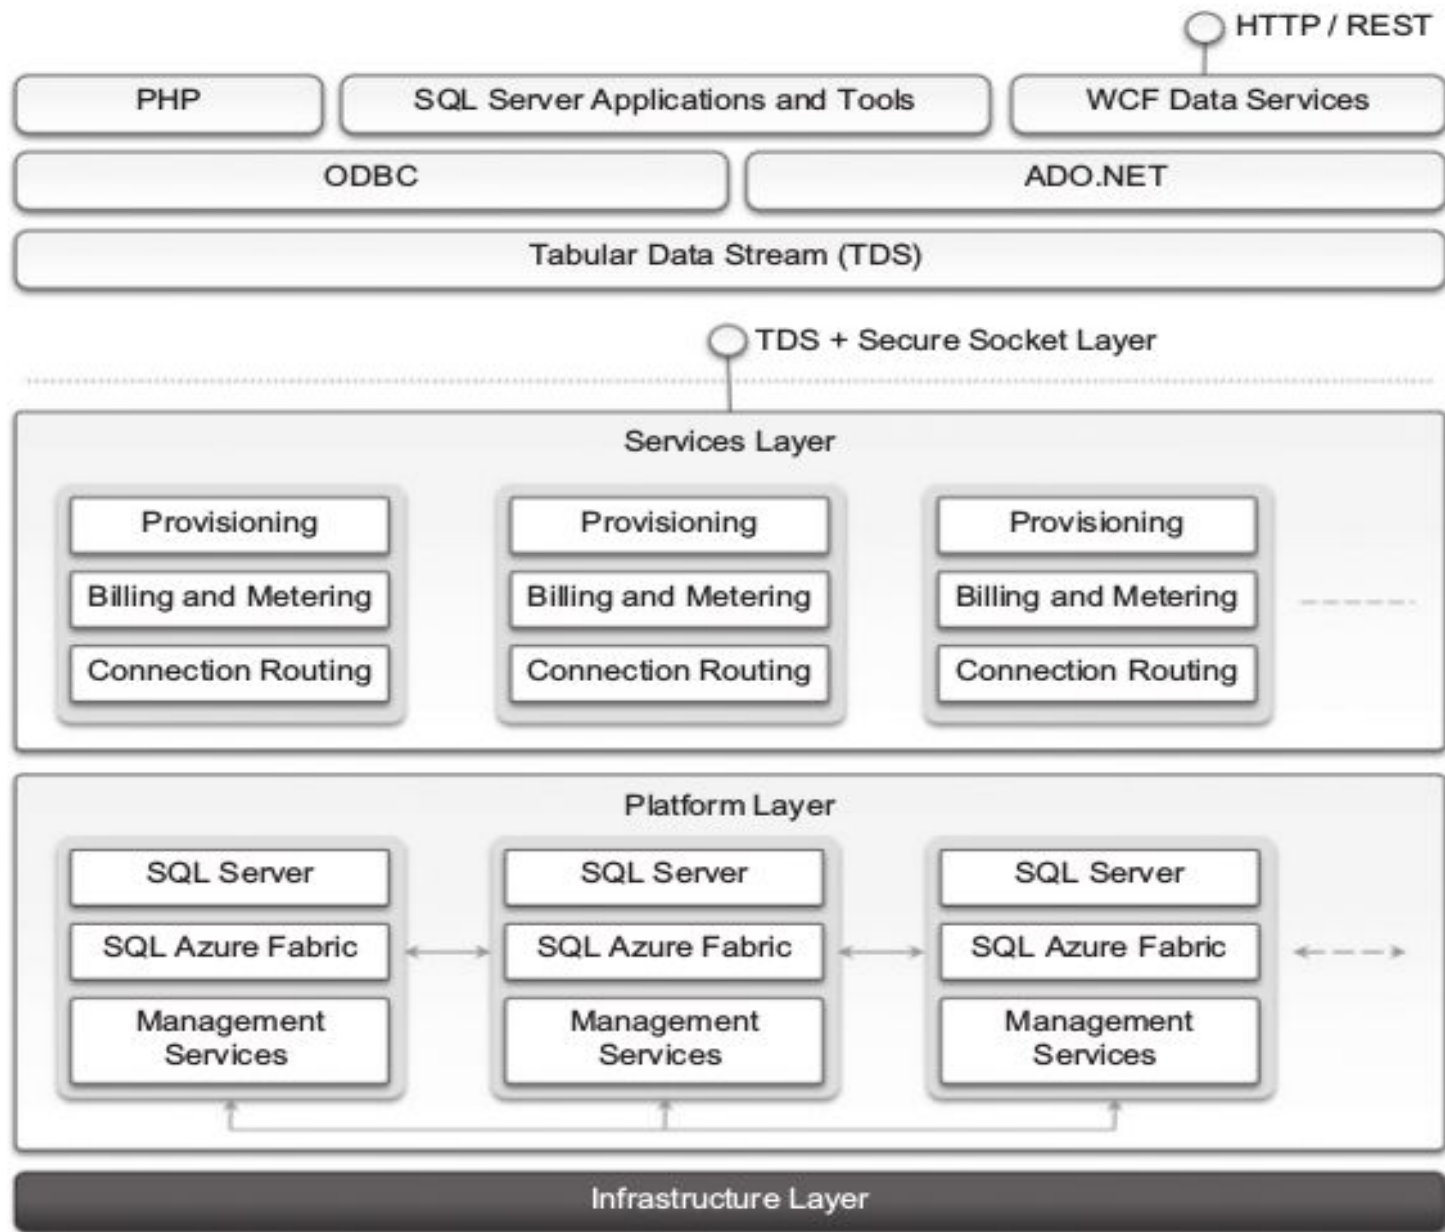 HTTP / REST
PHP
SQL Server Applications and Tools
WCF Data Services
ODBC
ADO.NET
Tabular Data Stream (TDS)
TDS + Secure Socket Layer
Services Layer
Provisioning
Provisioning
Provisioning
Billing and Metering
Billing and Metering
Billing and Metering
Connection Routing
Connection Routing
Connection Routing
Platform Layer
SQL Server
SQL Server
SQL Server
SQL Azure Fabric
SQL Azure Fabric
SQL Azure Fabric
Management
Services
Management
Services
Management
Services
Infrastructure Layer